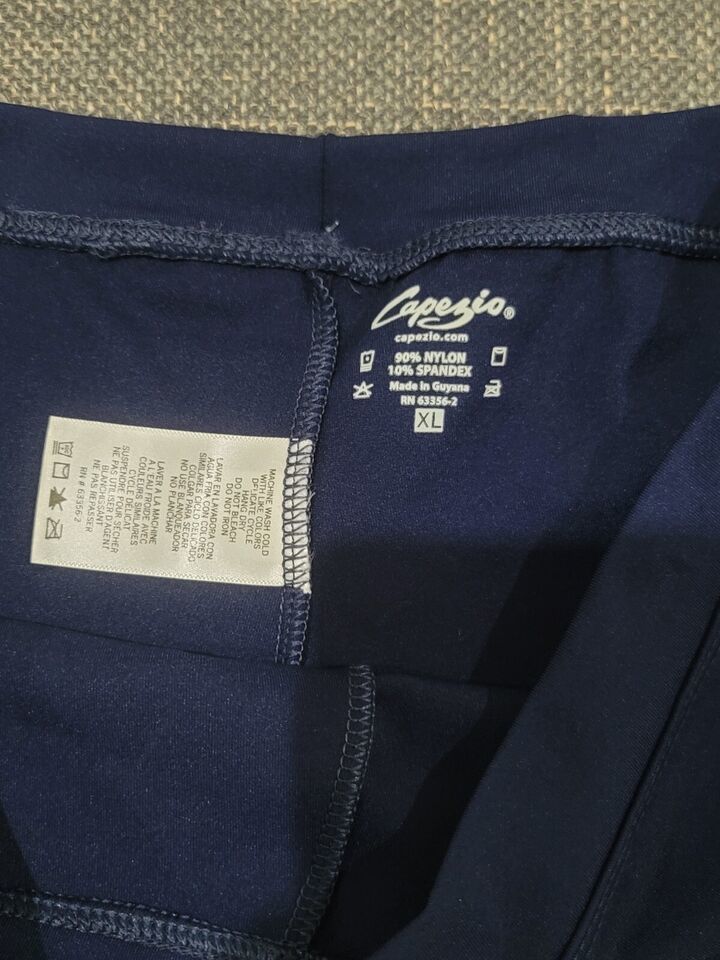 Capezio®
capezio.com
90% NYLON
10% SPANDEX
Made in Guyana
RN 63356-2
XL
MACHINE WASH COLD
WITH LIKE COLORS
DELICATE CYCLE
HANG DRY
DO NOT BLEACH
DO NOT IRON
LAVAR EN LAVADORA CON
AGUA FRIA CON COLORES
SIMILARES CICLO DELICADO
COLGAR PARA SECAR
NO USE BLANQUEADOR
NO PLANCHAR
LAVER A LA MACHINE
A L'EAU FROIDE AVEC
COULEURS SIMILAIRES
CYCLE DÉLICAT
SUSPENDRE POUR SÉCHER
NE PAS UTILISER D'AGENT
BLANCHISSANT
NE PAS REPASSER
RN # 63356-2